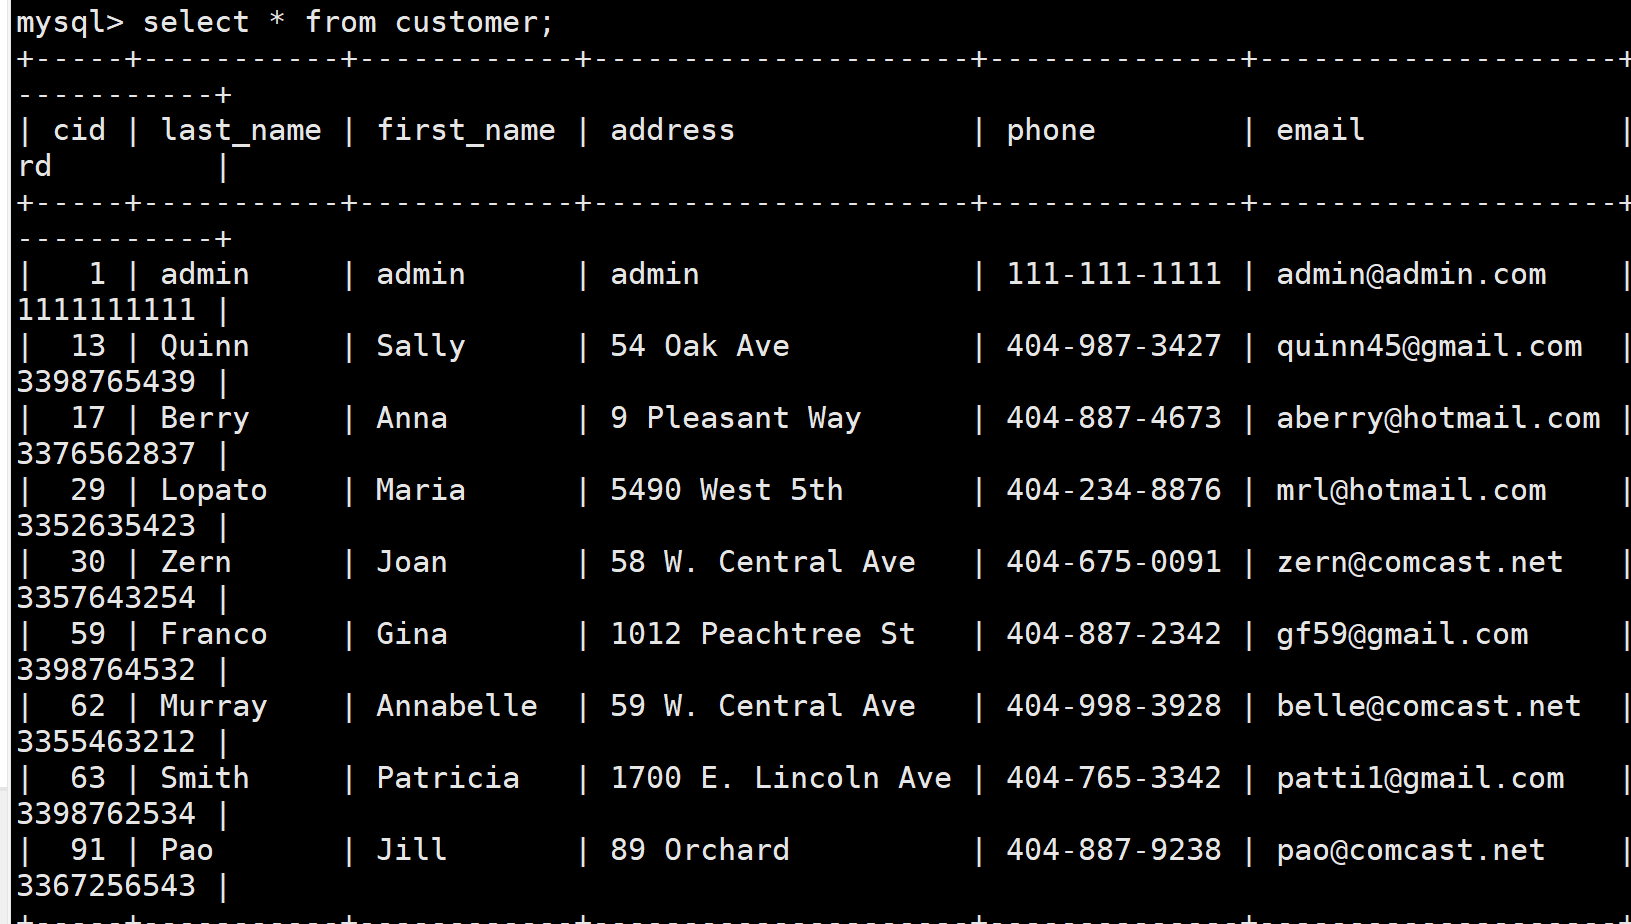 mysql> select * from customer;
+-----+-----------+------------+---------------------+--------------+--------------------+
-----------+
| cid | last_name | first_name | address             | phone        | email              |
rd         |
+-----+-----------+------------+---------------------+--------------+--------------------+
-----------+
|   1 | admin     | admin      | admin               | 111-111-1111 | admin@admin.com    |
1111111111 |
|  13 | Quinn     | Sally      | 54 Oak Ave          | 404-987-3427 | quinn45@gmail.com  |
3398765439 |
|  17 | Berry     | Anna       | 9 Pleasant Way      | 404-887-4673 | aberry@hotmail.com |
3376562837 |
|  29 | Lopato    | Maria      | 5490 West 5th       | 404-234-8876 | mrl@hotmail.com    |
3352635423 |
|  30 | Zern      | Joan       | 58 W. Central Ave   | 404-675-0091 | zern@comcast.net   |
3357643254 |
|  59 | Franco    | Gina       | 1012 Peachtree St   | 404-887-2342 | gf59@gmail.com     |
3398764532 |
|  62 | Murray    | Annabelle  | 59 W. Central Ave   | 404-998-3928 | belle@comcast.net  |
3355463212 |
|  63 | Smith     | Patricia   | 1700 E. Lincoln Ave | 404-765-3342 | patti1@gmail.com   |
3398762534 |
|  91 | Pao       | Jill       | 89 Orchard          | 404-887-9238 | pao@comcast.net    |
3367256543 |
+-----+-----------+------------+---------------------+--------------+--------------------+